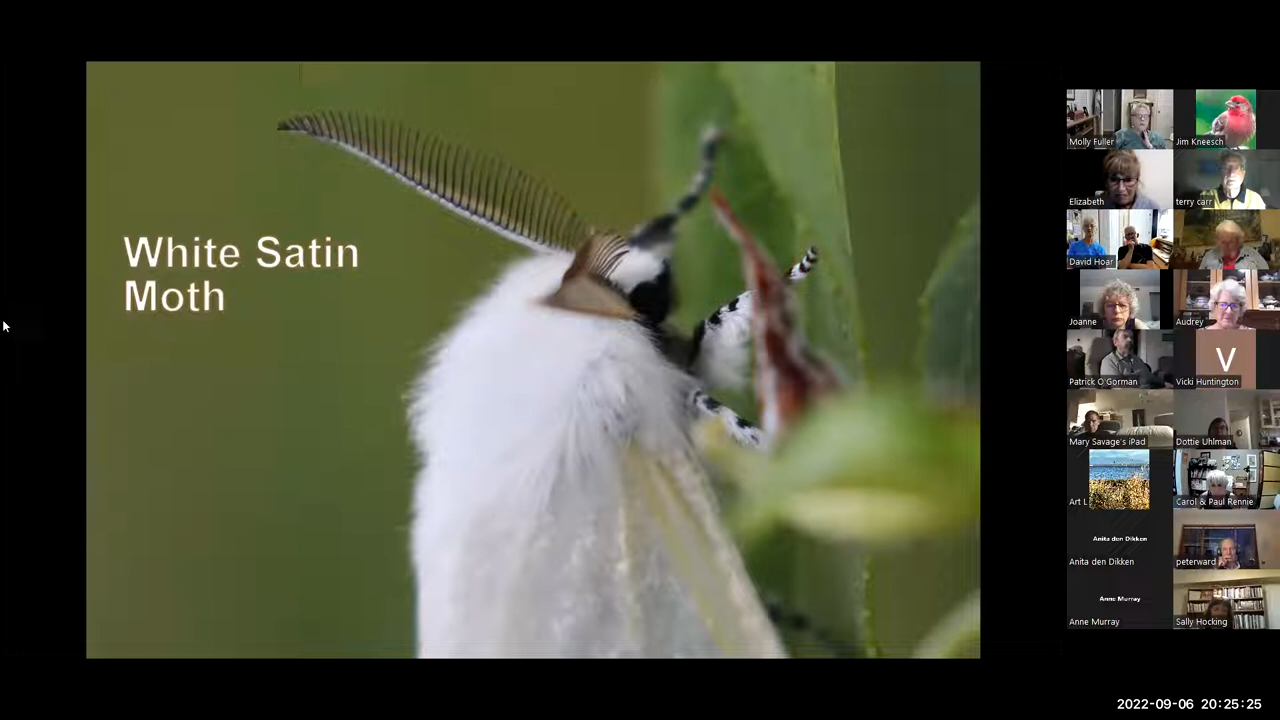 White Satin
Moth
Molly Fuller
Jim Kneesch
Elizabeth
terry carr
David Hoar
Joanne
Audrey
Patrick O'Gorman
V
Vicki Huntington
Mary Savage's iPad
Dottie Uhlman
Art L
Carol & Paul Rennie
Anita den Dikken
Anita den Dikken
peterward
Anne Murray
Anne Murray
Sally Hocking
2022-09-06 20:25:25